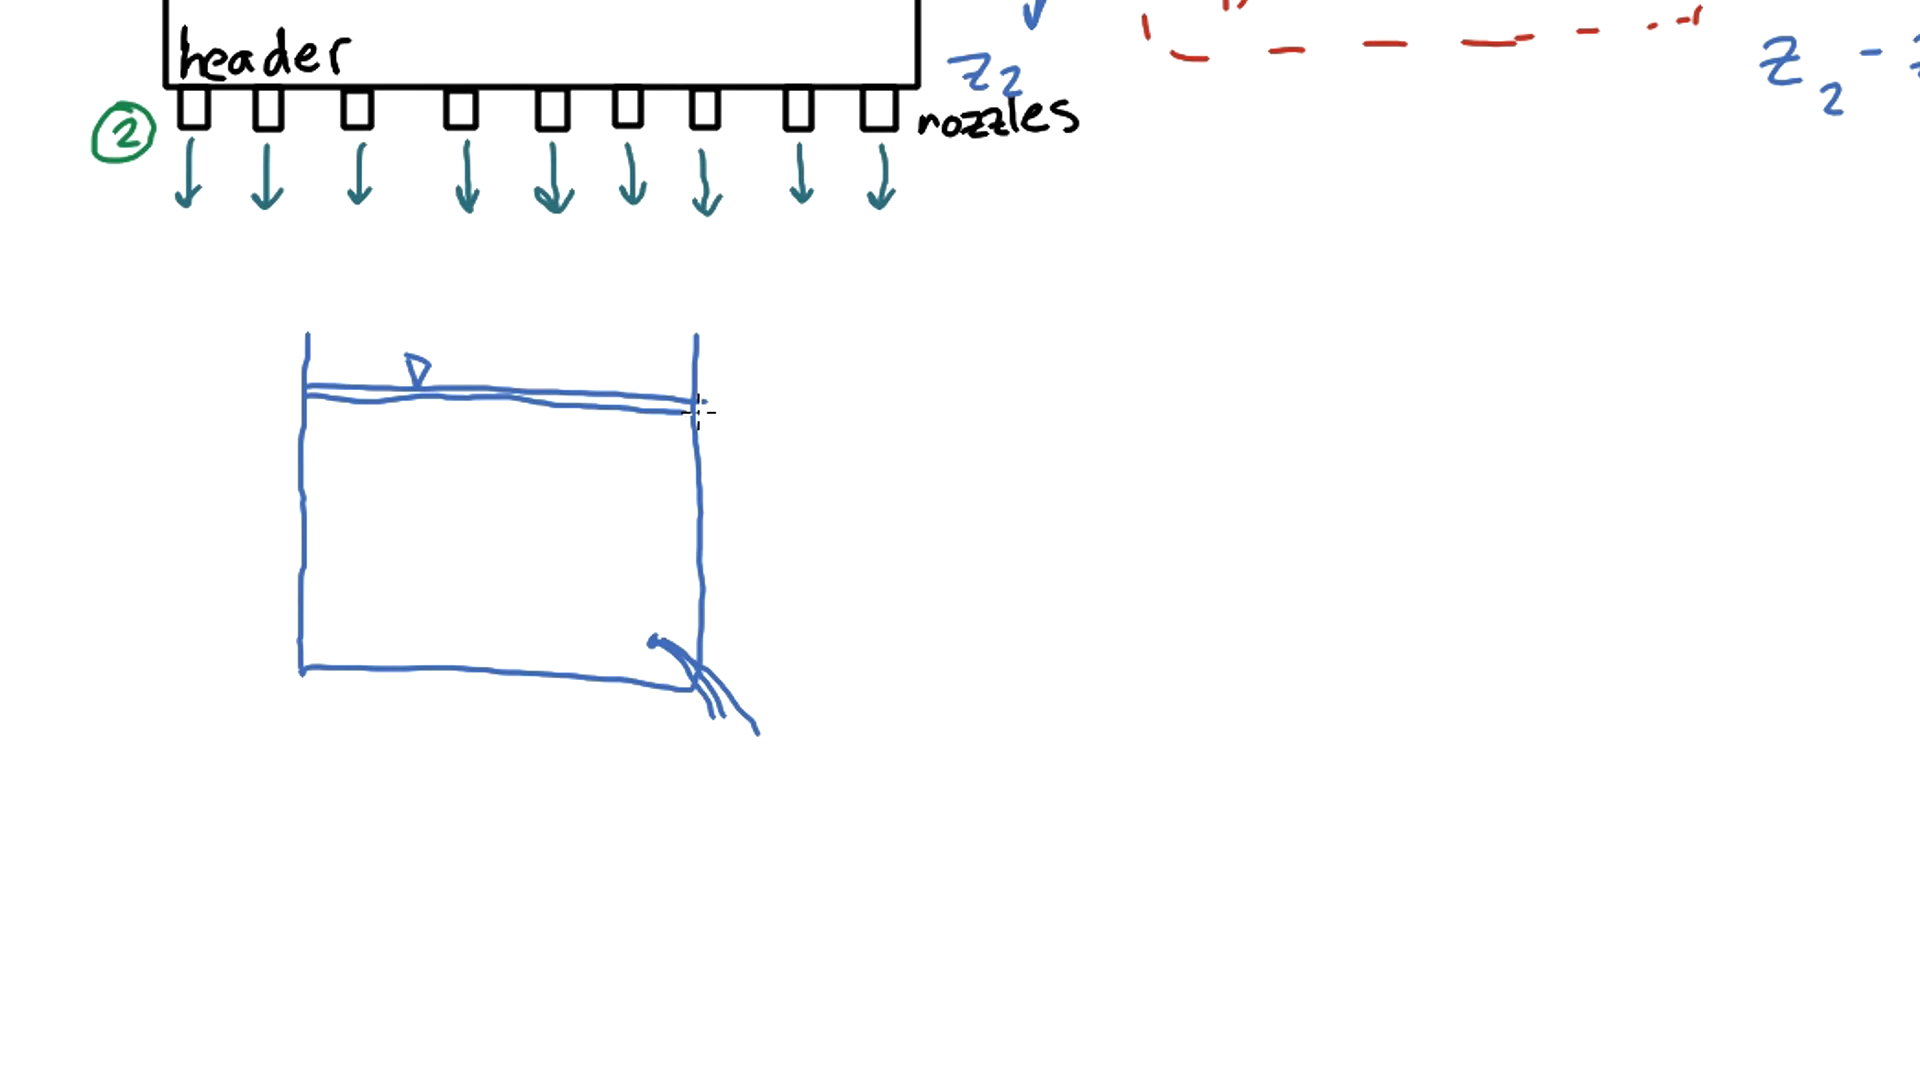 header
z₂
z₂ -
② nozzles